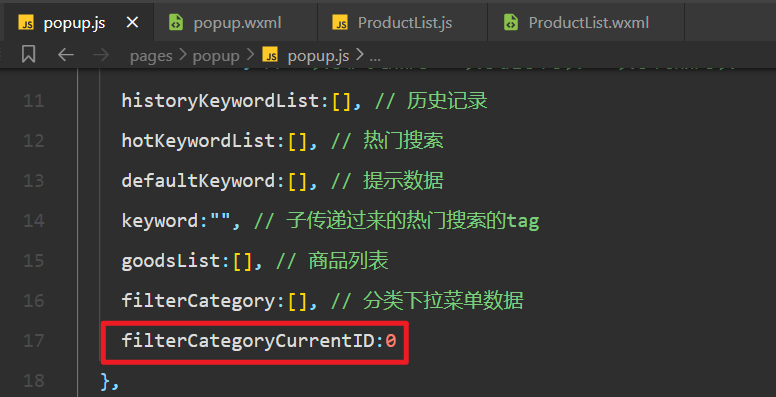 JS popup.js
popup.wxml
JS ProductList.js
ProductList.wxml
pages > popup > JS popup.js > ...
11 historyKeywordList:[], // 历史记录
12 hotKeywordList:[], // 热门搜索
13 defaultKeyword:[], // 提示数据
14 keyword:"", // 子传递过来的热门搜索的tag
15 goodsList:[], // 商品列表
16 filterCategory:[], // 分类下拉菜单数据
17 filterCategoryCurrentID:0
18 },